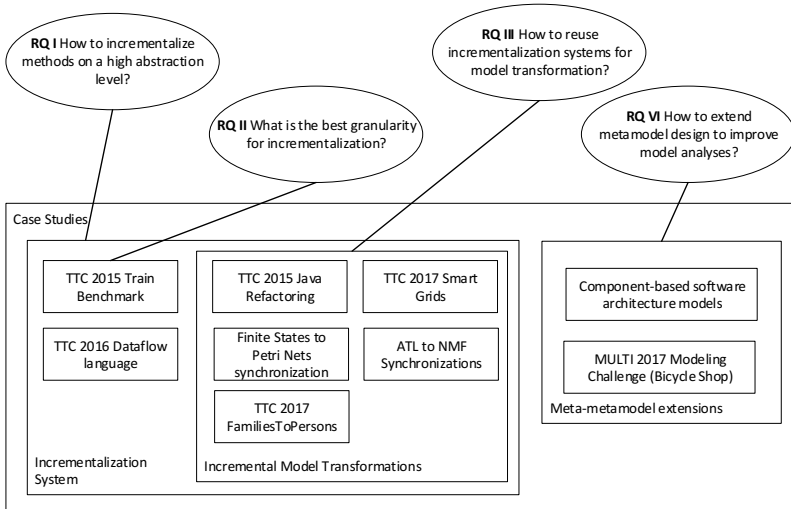 RQ I How to incrementalize
methods on a high abstraction
level?
RQ III How to reuse
incrementalization systems for
model transformation?
RQ II What is the best granularity
for incrementalization?
RQ VI How to extend
metamodel design to improve
model analyses?
Case Studies
TTC 2015 Train
Benchmark
TTC 2015 Java
Refactoring
TTC 2017 Smart
Grids
Component-based software
architecture models
TTC 2016 Dataflow
language
Finite States to
Petri Nets
synchronization
ATL to NMF
Synchronizations
MULTI 2017 Modeling
Challenge (Bicycle Shop)
TTC 2017
FamiliesToPersons
Meta-metamodel extensions
Incrementalization
System
Incremental Model Transformations